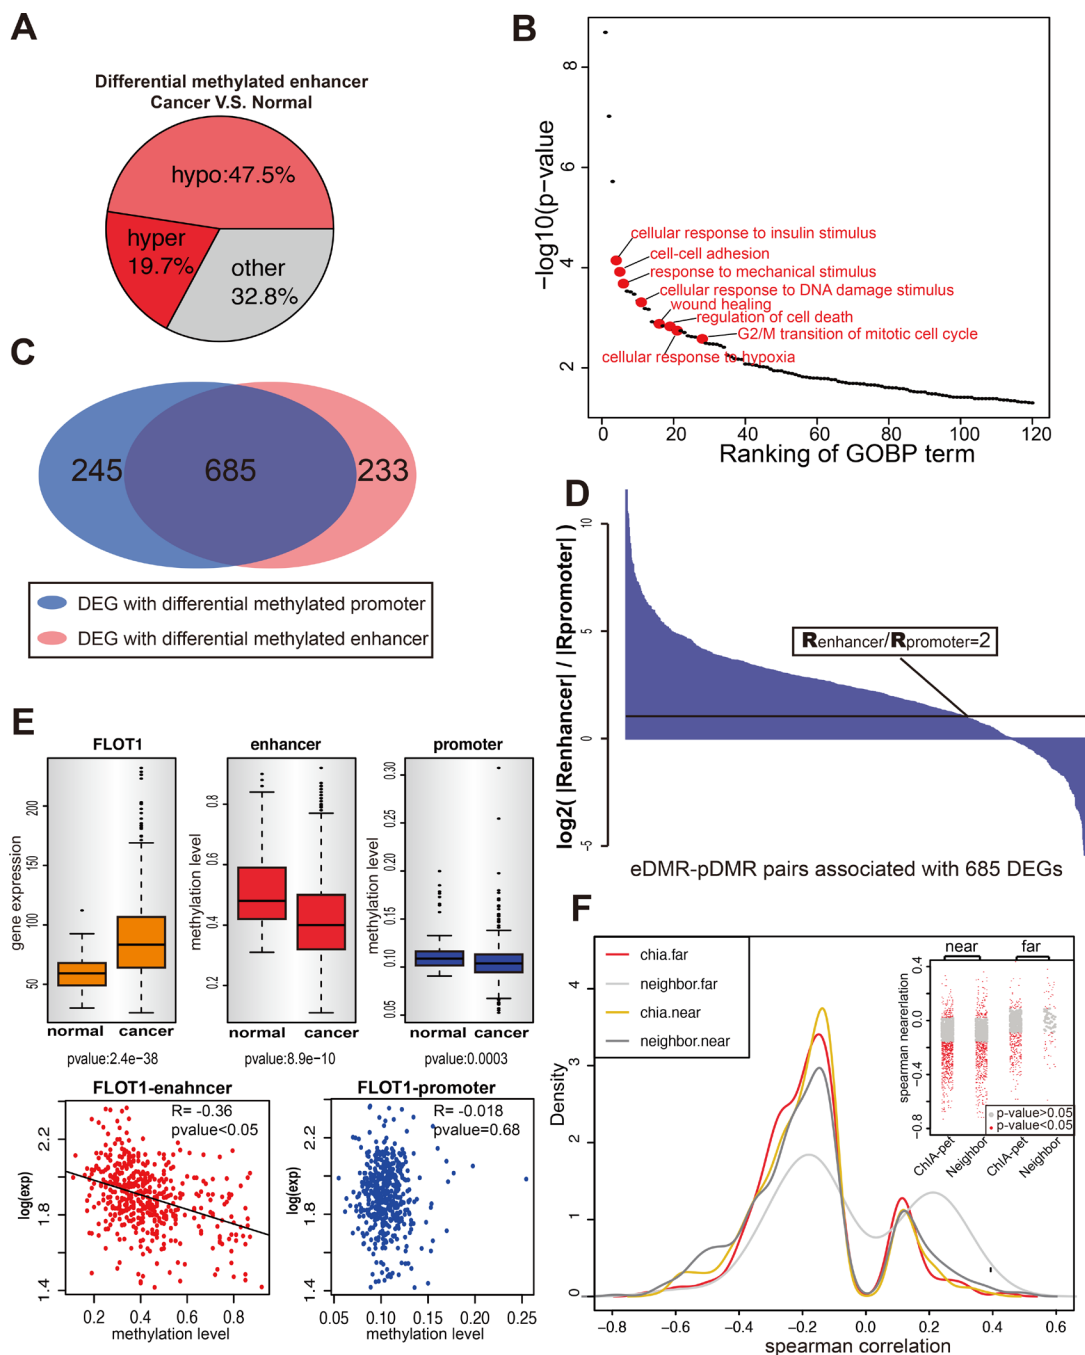 A
Differential methylated enhancer
Cancer V.S. Normal
hypo:47.5%
hyper
19.7%
other
32.8%
B
−log10(p−value)
8
6
4
2
cellular response to insulin stimulus
cell-cell adhesion
response to mechanical stimulus
cellular response to DNA damage stimulus
wound healing
regulation of cell death
G2/M transition of mitotic cell cycle
cellular response to hypoxia
0 20 40 60 80 100 120
Ranking of GOBP term
C
245 685 233
DEG with differential methylated promoter
DEG with differential methylated enhancer
D
log2( |Renhancer| / |Rpromoter| )
10
5
0
−5
Renhancer/Rpromoter=2
eDMR-pDMR pairs associated with 685 DEGs
E
FLOT1
gene expression
200
150
100
50
normal cancer
pvalue:2.4e−38
enhancer
methylation level
0.8
0.6
0.4
0.2
normal cancer
pvalue:8.9e−10
promoter
methylation level
0.30
0.25
0.20
0.15
0.10
0.05
normal cancer
pvalue:0.0003
FLOT1-enahncer
R= -0.36
pvalue<0.05
log(exp)
2.2
1.8
1.4
0.2 0.4 0.6 0.8
methylation level
FLOT1-promoter
R= -0.018
pvalue=0.68
log(exp)
2.2
1.8
1.4
0.05 0.10 0.15 0.20 0.25
methylation level
F
chia.far
neighbor.far
chia.near
neighbor.near
Density
4
3
2
1
0
−0.8 −0.6 −0.4 −0.2 0.0 0.2 0.4 0.6
spearman correlation
near far
spearman nearerlation
0.4
0.0
−0.4
−0.8
p-value>0.05
p-value<0.05
ChIA-pet Neighbor ChIA-pet Neighbor